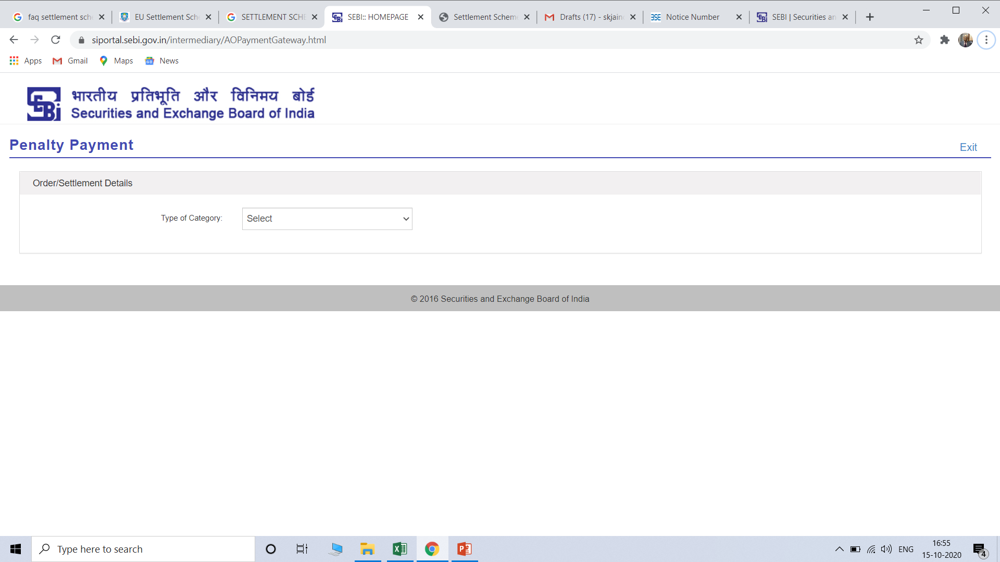 faq settlement sch
EU Settlement Sche
SETTLEMENT SCHE
SEBI:: HOMEPAGE
Settlement Scheme
Drafts (17) - skjain
Notice Number
SEBI | Securities an
siportal.sebi.gov.in/intermediary/AOPaymentGateway.html
Apps Gmail Maps News
भारतीय प्रतिभूति और विनिमय बोर्ड
Securities and Exchange Board of India
Penalty Payment
Exit
Order/Settlement Details
Type of Category: Select
© 2016 Securities and Exchange Board of India
Type here to search
ENG
16:55
15-10-2020
4